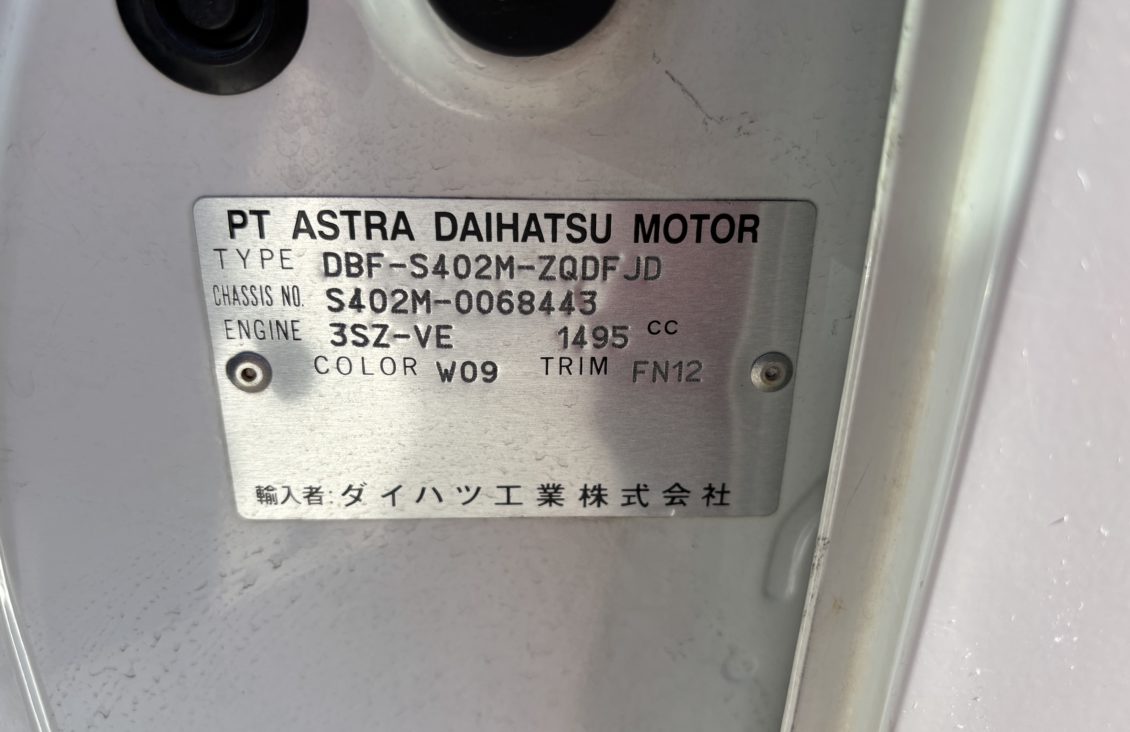 PT ASTRA DAIHATSU MOTOR
TYPE DBF-S402M-ZQDFJD
CHASSIS NO. S402M-0068443
ENGINE 3SZ-VE 1495 CC
COLOR W09 TRIM FN12
輸入者:ダイハツ工業株式会社